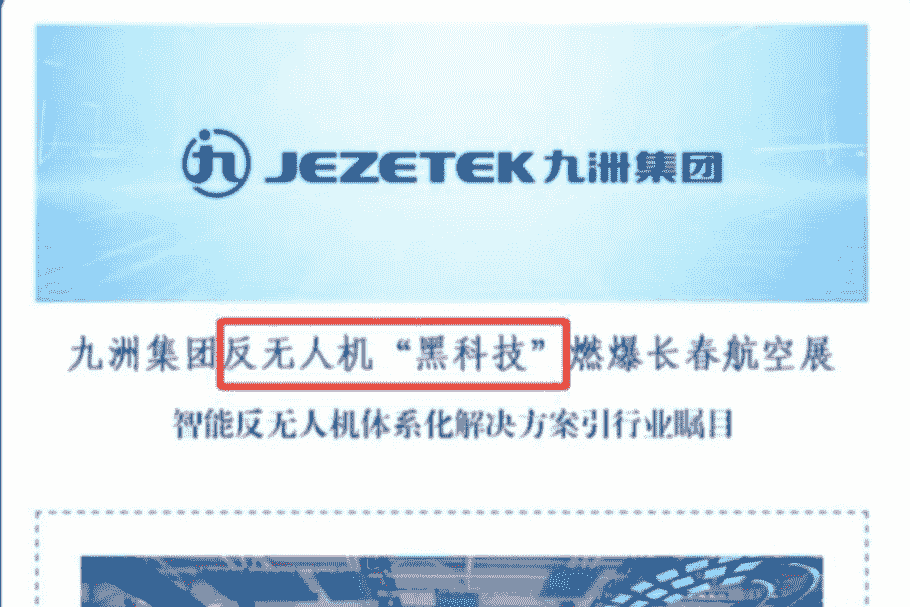 JEZETEK九洲集团
九洲集团反无人机“黑科技”燃爆长春航空展
智能反无人机体系化解决方案引行业瞩目